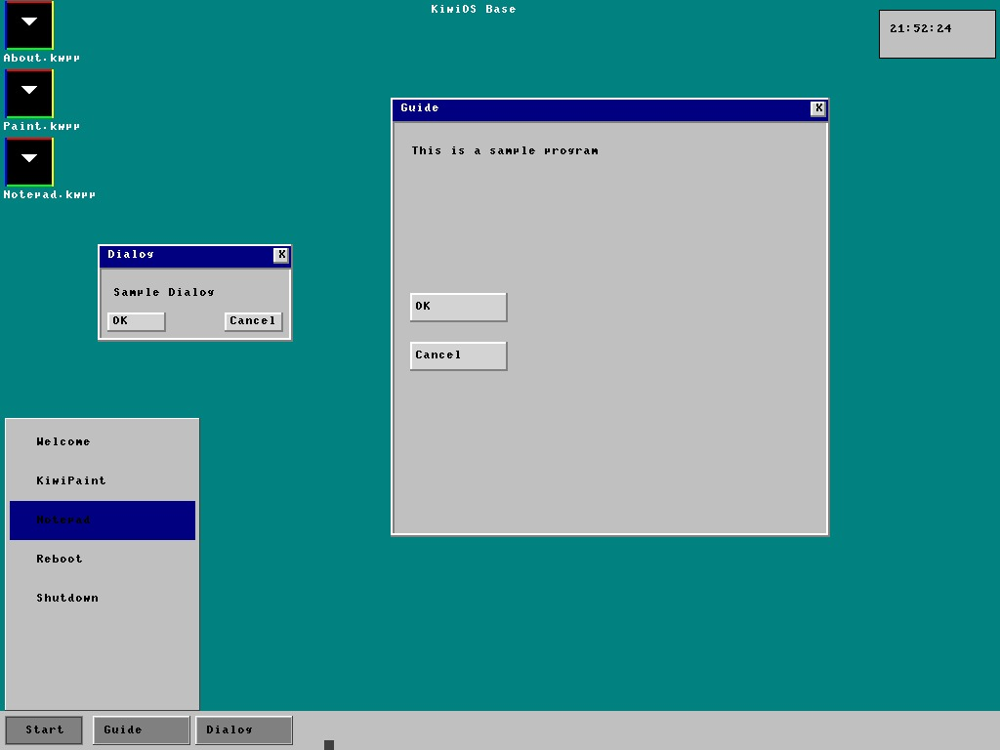 KiwiOS Base
21:52:24
About.kwpp
Paint.kwpp
Notepad.kwpp
Guide X
This is a sample program
OK
Cancel
Dialog X
Sample Dialog
OK Cancel
Welcome
KiwiPaint
Notepad
Reboot
Shutdown
Start Guide Dialog